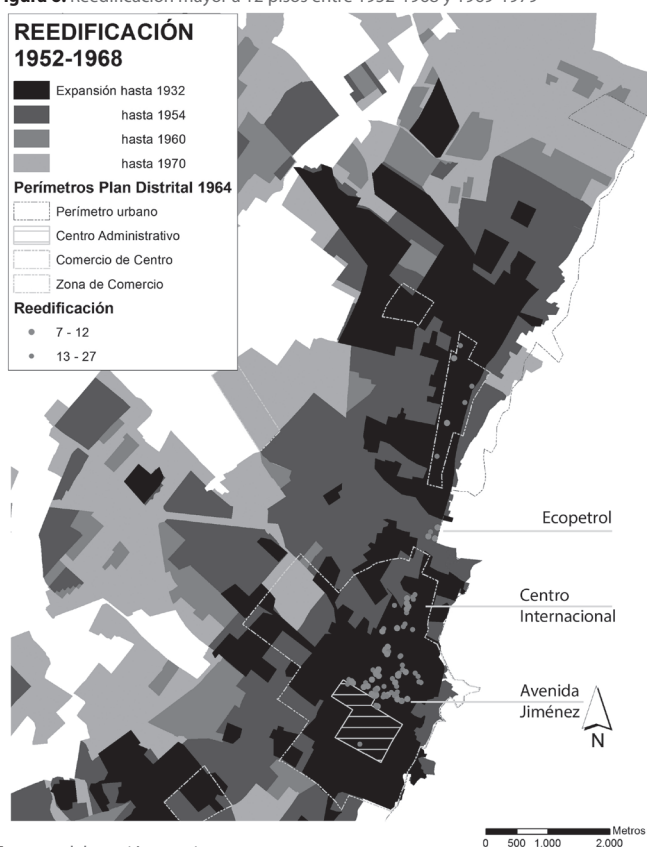 Figura 6. Reedificación mayor a 12 pisos entre 1952-1968 y 1969-1979
REEDIFICACIÓN
1952-1968
Expansión hasta 1932
hasta 1954
hasta 1960
hasta 1970
Perímetros Plan Distrital 1964
Perímetro urbano
Centro Administrativo
Comercio de Centro
Zona de Comercio
Reedificación
7 - 12
13 - 27
Ecopetrol
Centro
Internacional
Avenida
Jiménez
N
Metros
0 500 1.000 2.000